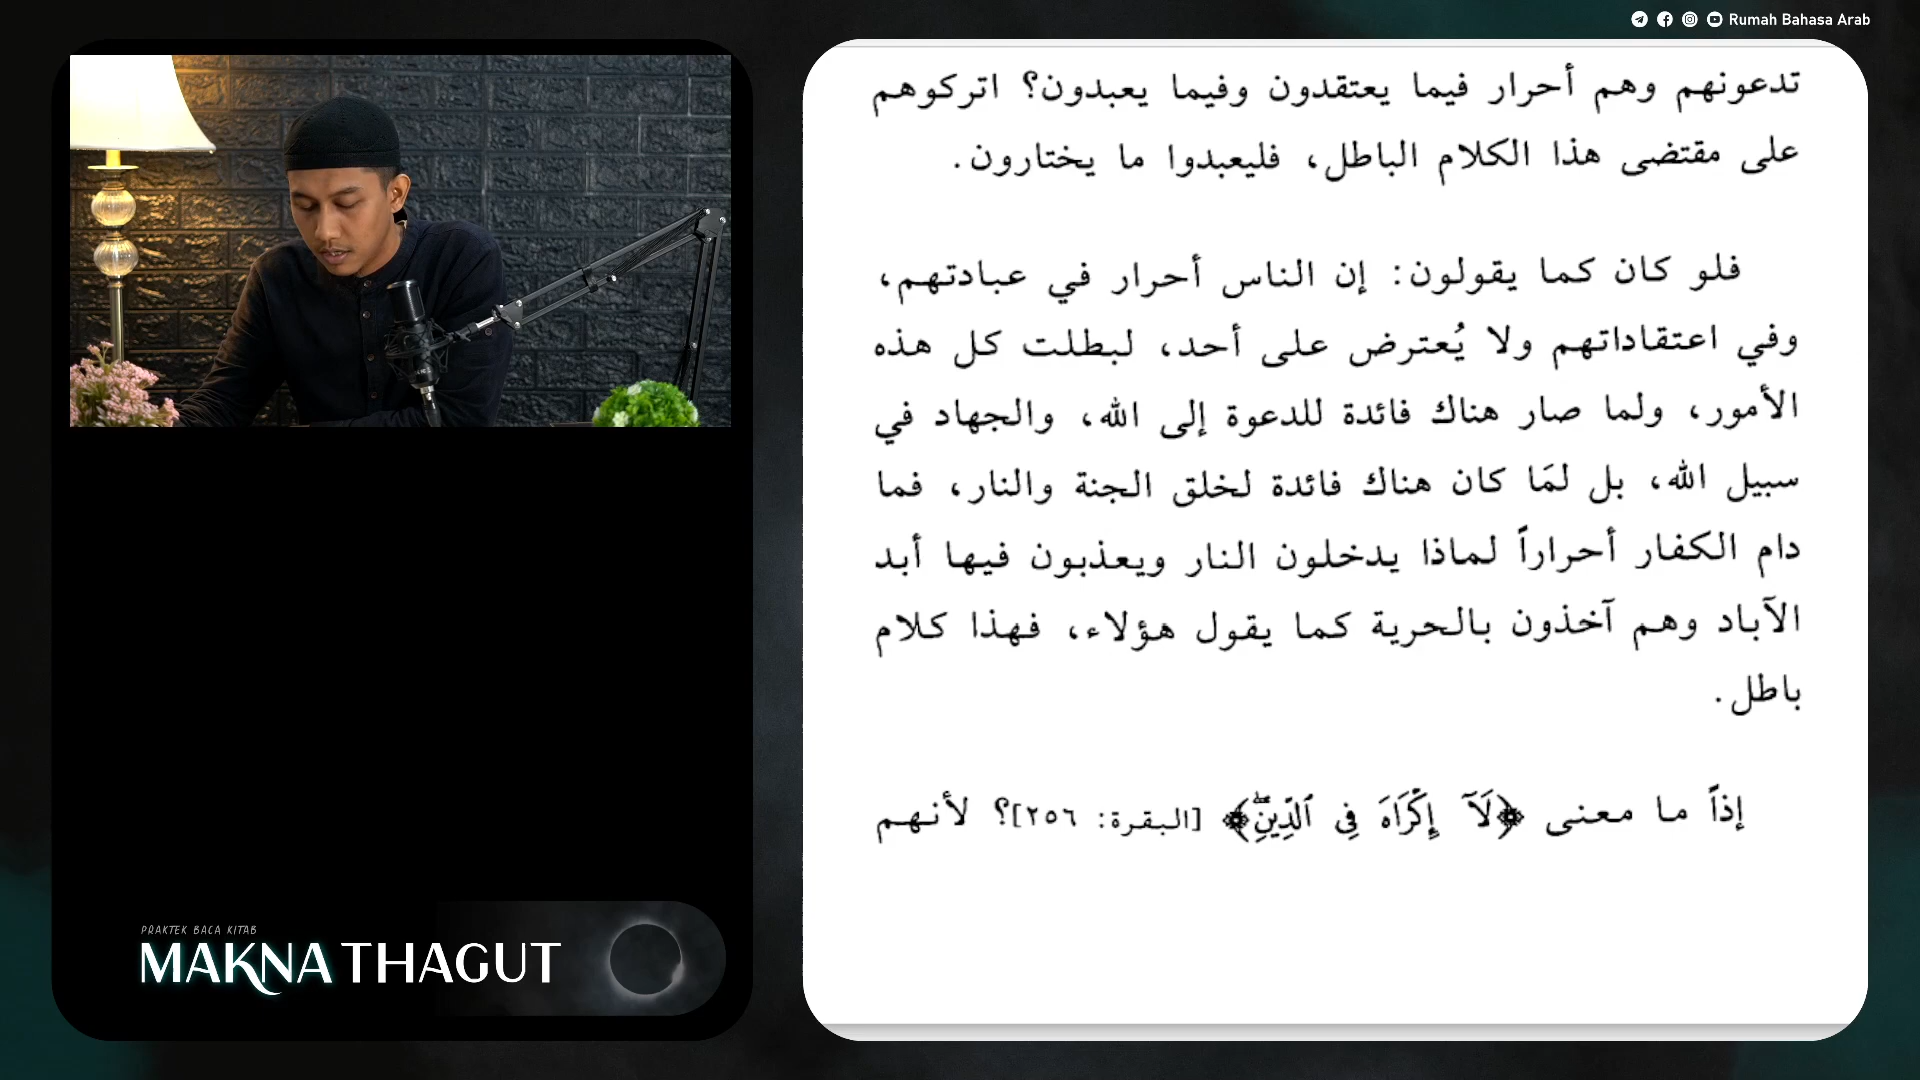 Rumah Bahasa Arab
تدعونهم وهم أحرار فيما يعتقدون وفيما يعبدون؟ اتركوهم
على مقتضى هذا الكلام الباطل، فليعبدوا ما يختارون.
فلو كان كما يقولون: إن الناس أحرار في عبادتهم،
وفي اعتقاداتهم ولا يُعترض على أحد، لبطلت كل هذه
الأمور، ولما صار هناك فائدة للدعوة إلى الله، والجهاد في
سبيل الله، بل لمَا كان هناك فائدة لخلق الجنة والنار، فما
دام الكفار أحراراً لماذا يدخلون النار ويعذبون فيها أبد
الآباد وهم آخذون بالحرية كما يقول هؤلاء، فهذا كلام
باطل.
إذاً ما معنى ﴿لَآ إِكْرَاهَ فِى ٱلدِّينِۖ﴾ [البقرة: ٢٥٦]؟ لأنهم
PRAKTEK BACA KITAB
MAKNA THAGUT